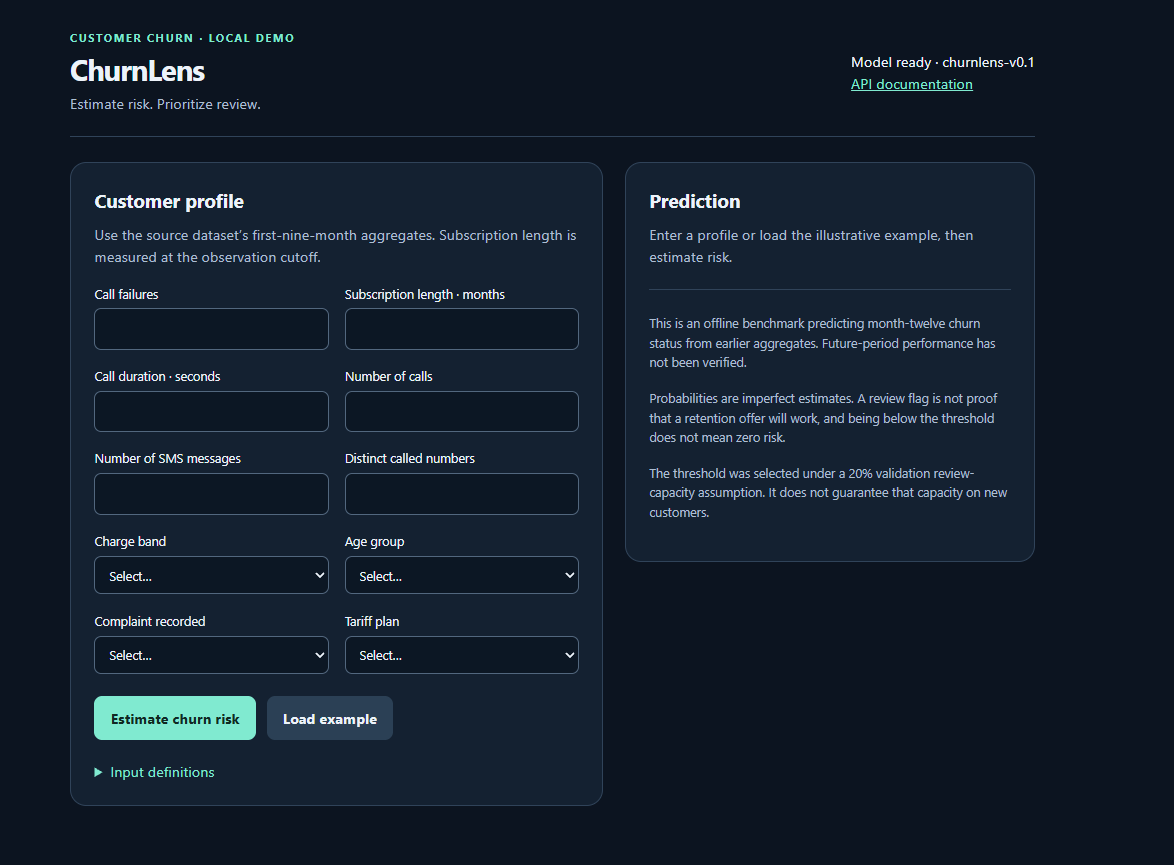 CUSTOMER CHURN · LOCAL DEMO
ChurnLens
Estimate risk. Prioritize review.
Model ready · churnlens-v0.1
API documentation
Customer profile
Use the source dataset’s first-nine-month aggregates. Subscription length is
measured at the observation cutoff.
Call failures
Subscription length · months
Call duration · seconds
Number of calls
Number of SMS messages
Distinct called numbers
Charge band
Age group
Select...
Select...
Complaint recorded
Tariff plan
Select...
Select...
Estimate churn risk
Load example
Input definitions
Prediction
Enter a profile or load the illustrative example, then
estimate risk.
This is an offline benchmark predicting month-twelve churn
status from earlier aggregates. Future-period performance has
not been verified.
Probabilities are imperfect estimates. A review flag is not proof
that a retention offer will work, and being below the threshold
does not mean zero risk.
The threshold was selected under a 20% validation review-
capacity assumption. It does not guarantee that capacity on new
customers.